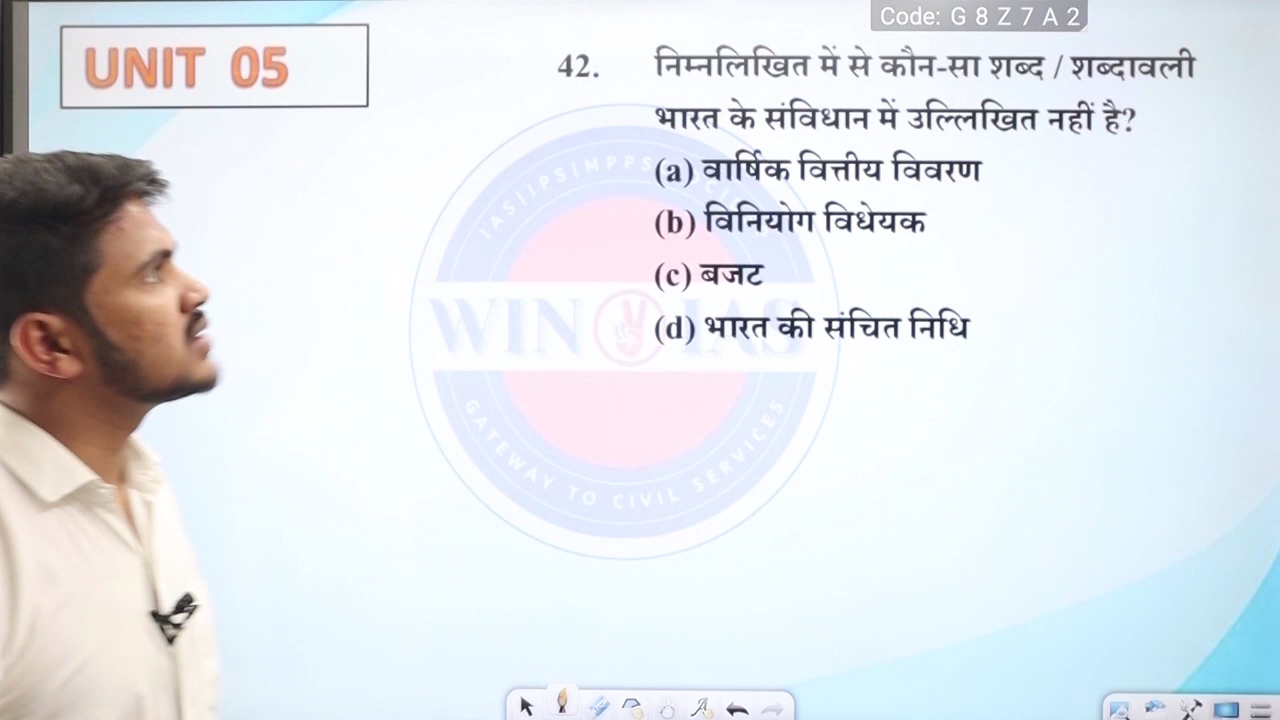 Code: G 8 Z 7 A 2
UNIT 05
42. निम्नलिखित में से कौन-सा शब्द / शब्दावली
भारत के संविधान में उल्लिखित नहीं है?
(a) वार्षिक वित्तीय विवरण
(b) विनियोग विधेयक
(c) बजट
(d) भारत की संचित निधि
WIN IAS
GATEWAY TO CIVIL SERVICES